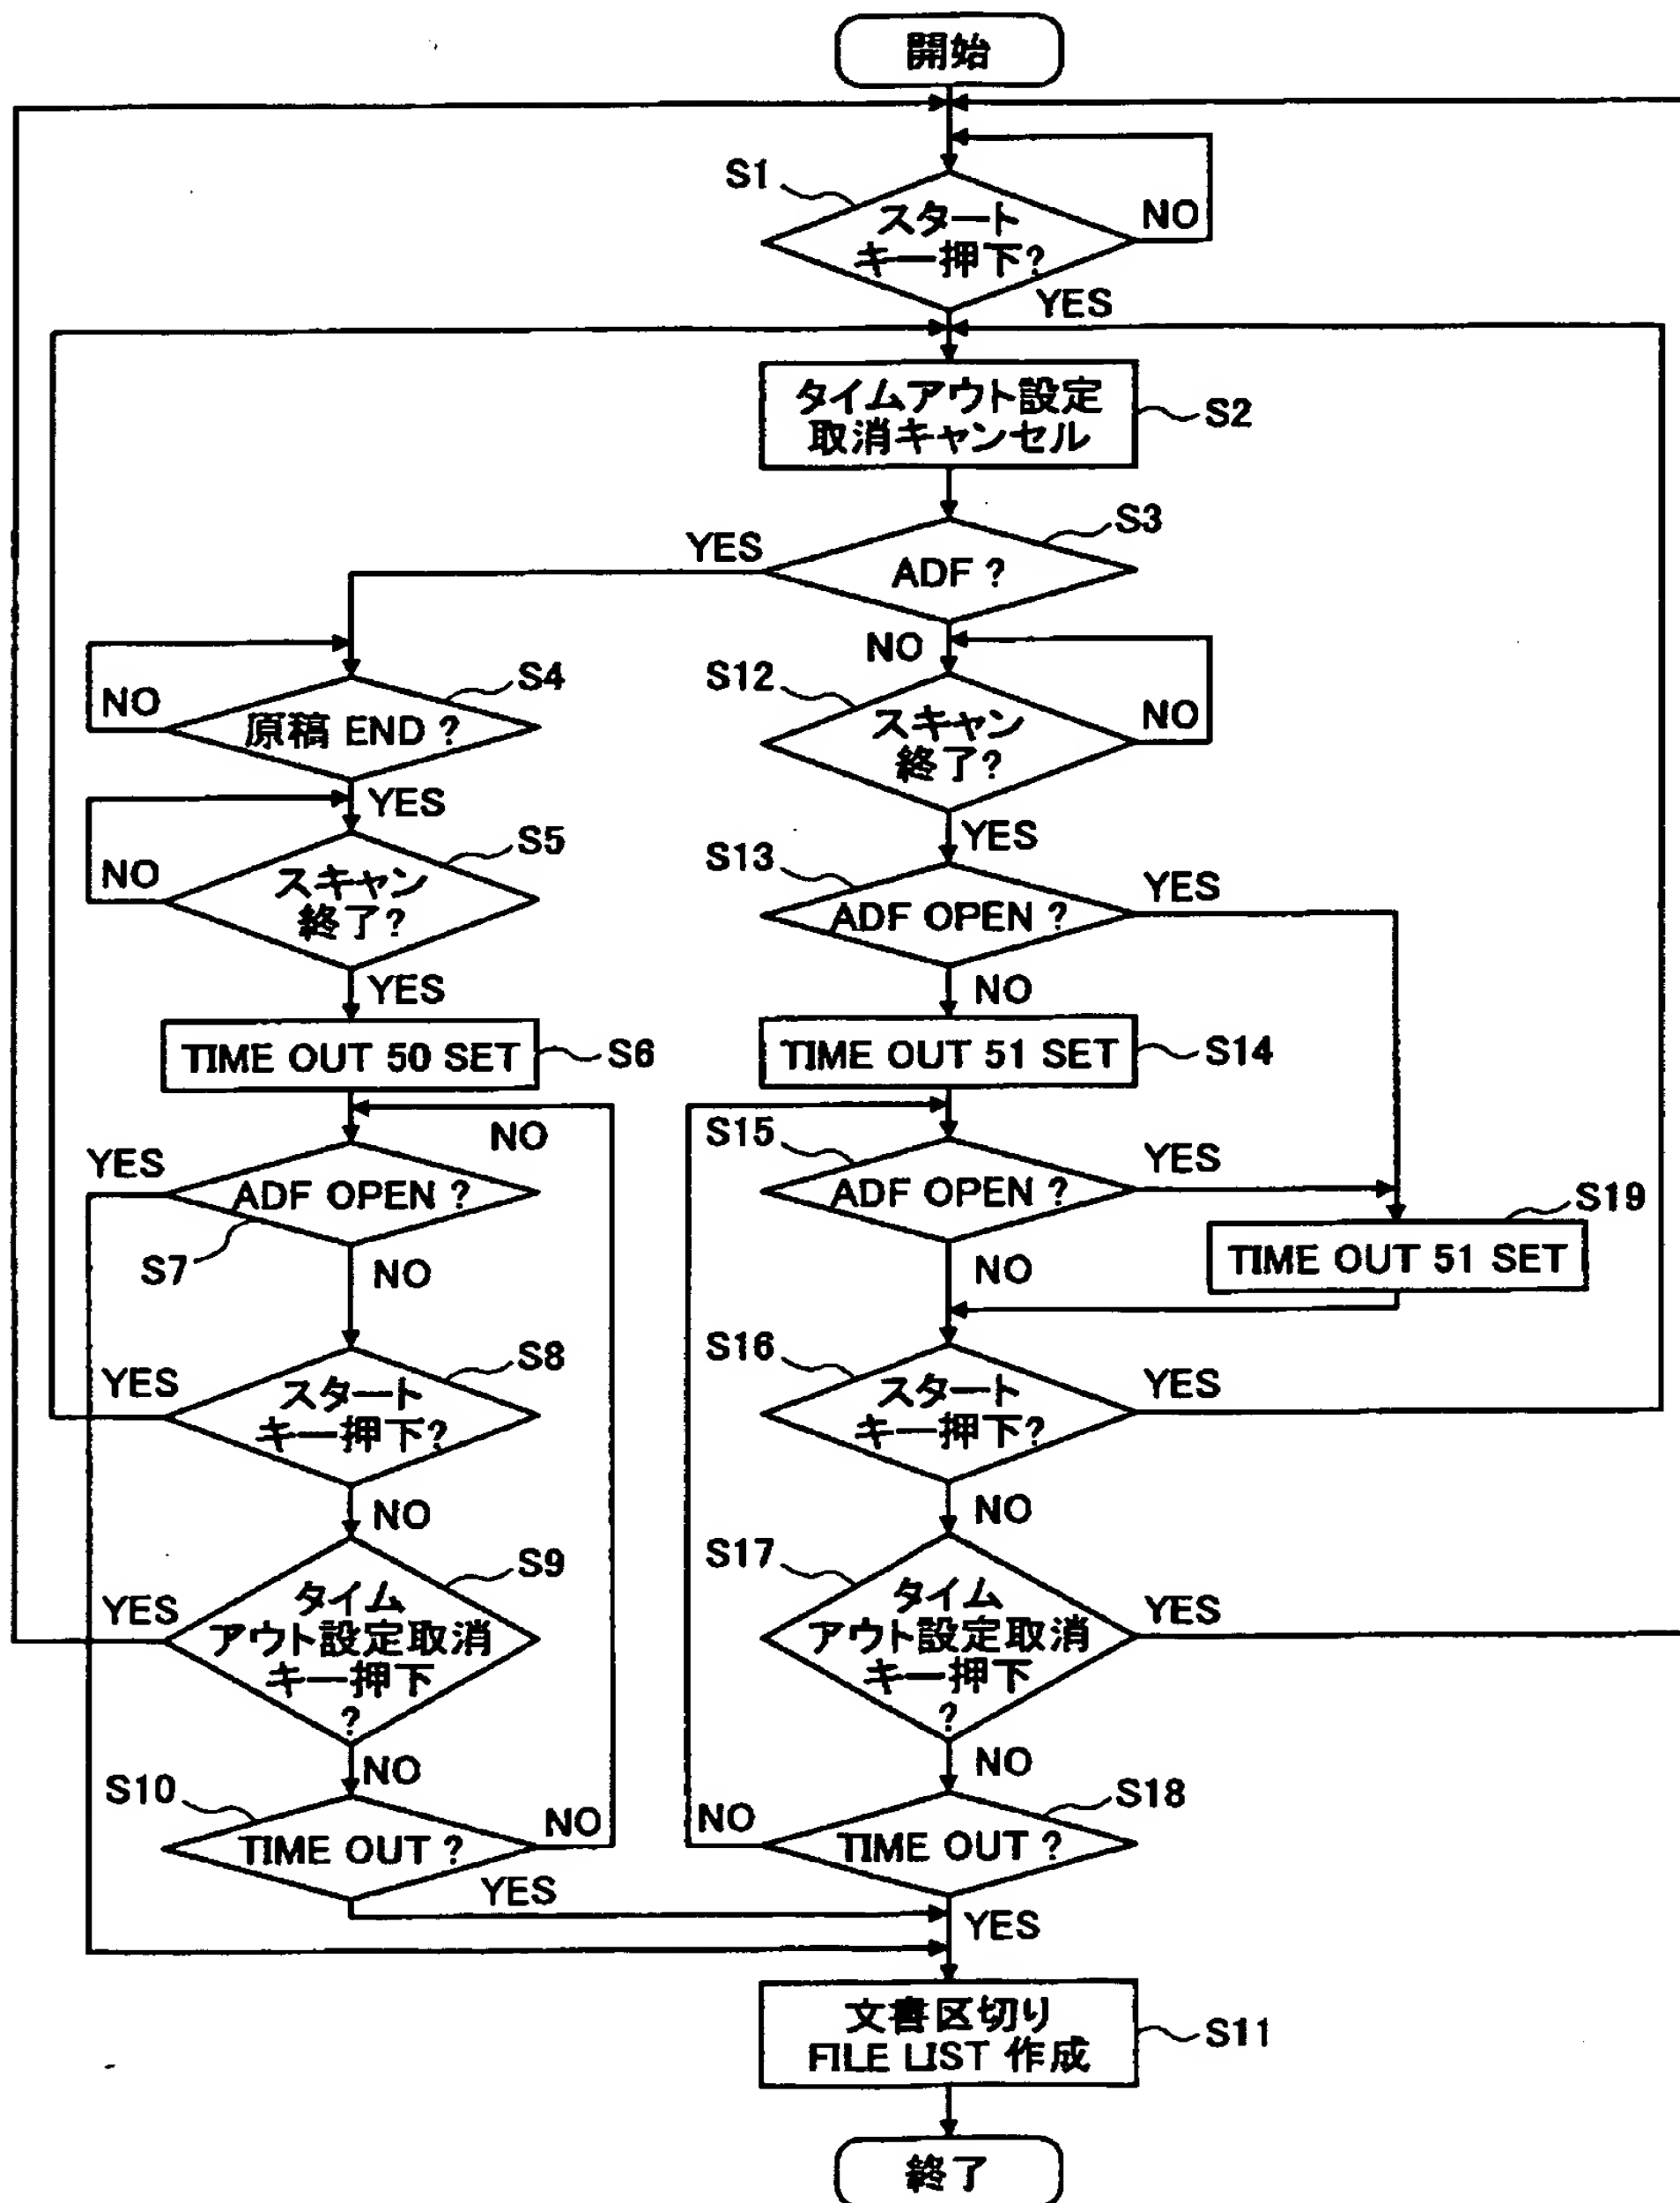 開始
S1
スタート
キー押下?
NO
YES
タイムアウト設定
取消キャンセル
S2
S3
YES
ADF ?
NO
S4
NO
原稿 END ?
YES
S5
NO
スキャン
終了?
YES
TIME OUT 50 SET
S6
NO
YES
ADF OPEN ?
S7
NO
S8
YES
スタート
キー押下?
NO
S9
YES
タイム
アウト設定取消
キー押下
?
NO
S10
TIME OUT ?
NO
YES
S12
スキャン
終了?
NO
YES
S13
ADF OPEN ?
YES
NO
TIME OUT 51 SET
S14
S15
ADF OPEN ?
YES
NO
S19
TIME OUT 51 SET
S16
スタート
キー押下?
YES
NO
S17
タイム
アウト設定取消
キー押下
?
YES
NO
S18
NO
TIME OUT ?
YES
文書区切り
FILE LIST 作成
S11
終了